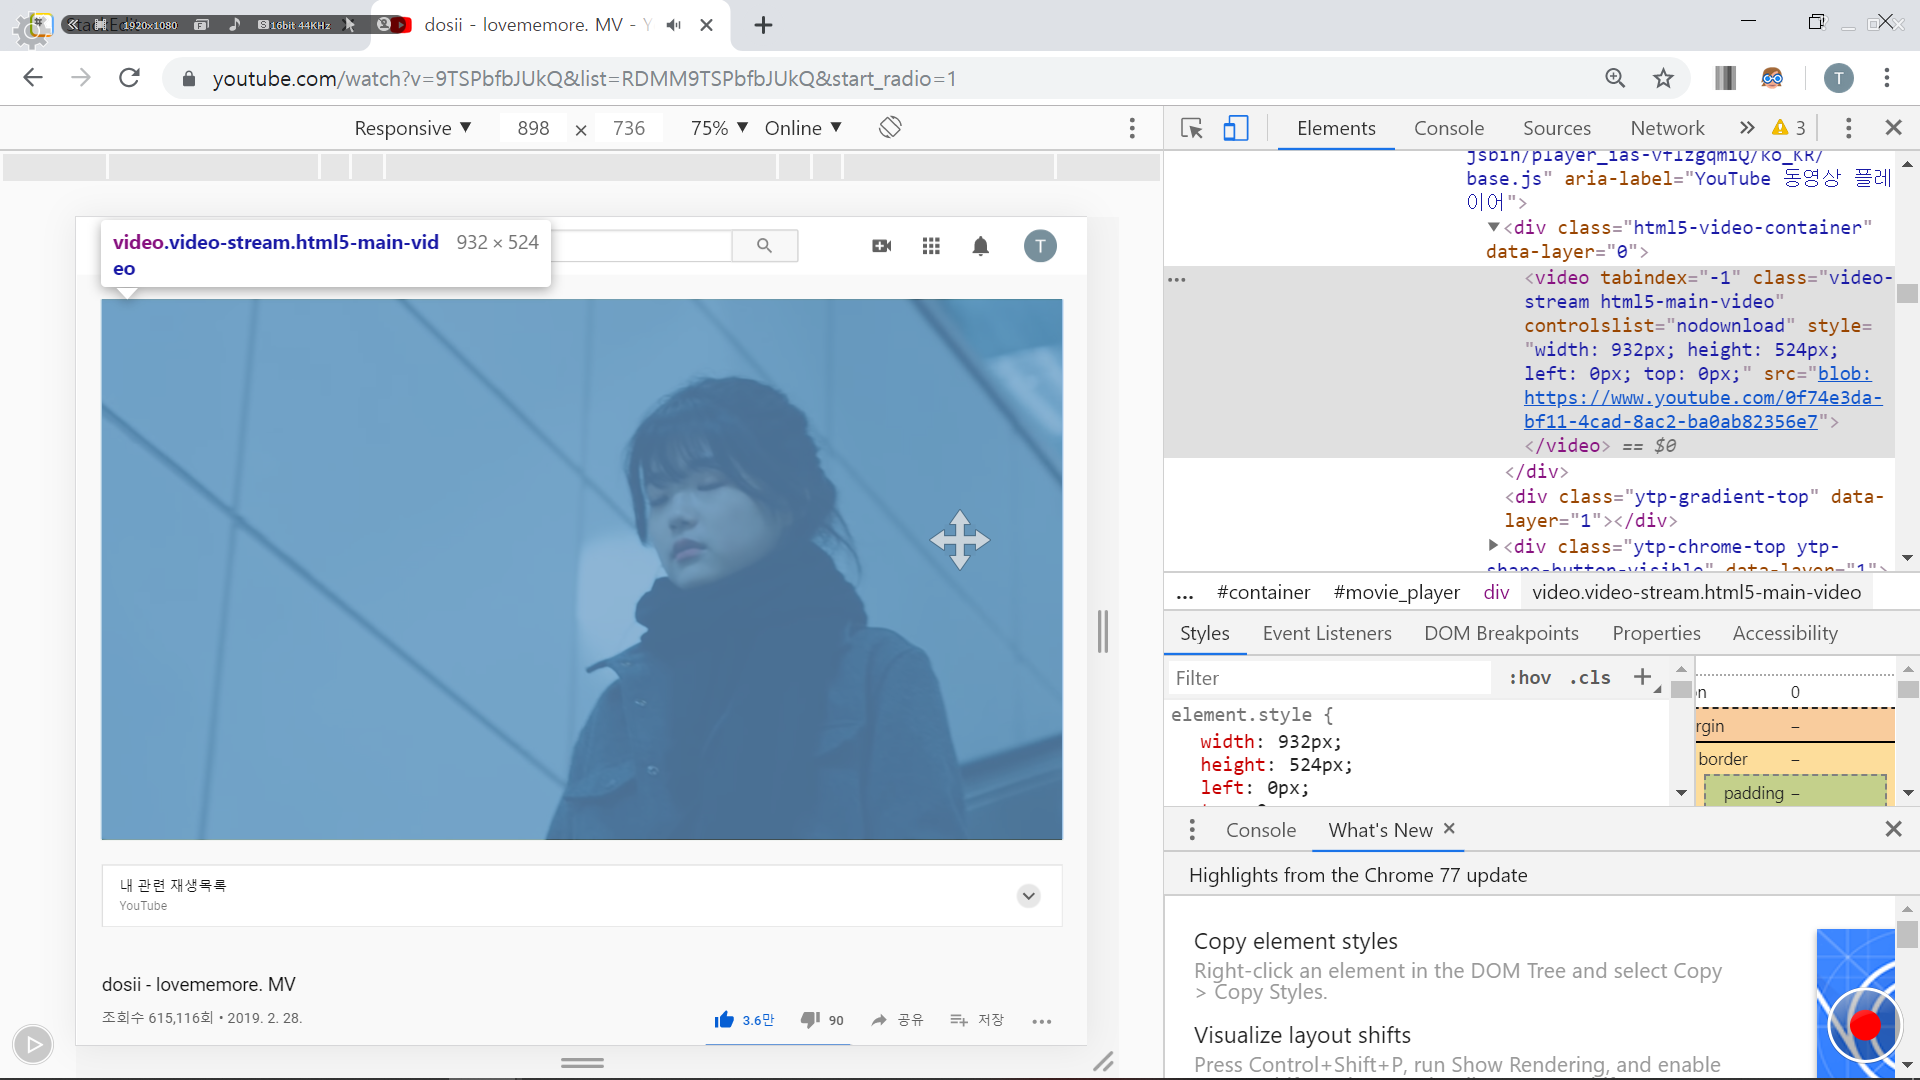 1920x1080
16bit 44KHz
dosii - lovememore. MV - Y
youtube.com/watch?v=9TSPbfbJUkQ&list=RDMM9TSPbfbJUkQ&start_radio=1
T
Responsive ▼ 898 × 736 75% ▼ Online ▼
Elements Console Sources Network » 3
video.video-stream.html5-main-vid
eo 932 × 524
T
jsbin/player_ias-vflzgqmiQ/ko_KR/
base.js" aria-label="YouTube 동영상 플레
이어">
▼<div class="html5-video-container"
data-layer="0">
<video tabindex="-1" class="video-
stream html5-main-video"
controlslist="nodownload" style=
"width: 932px; height: 524px;
left: 0px; top: 0px;" src="blob:
https://www.youtube.com/0f74e3da-
bf11-4cad-8ac2-ba0ab82356e7">
</video> == $0
</div>
<div class="ytp-gradient-top" data-
layer="1"></div>
▶<div class="ytp-chrome-top ytp-
share-button-visible" data-layer="1">
... #container #movie_player div video.video-stream.html5-main-video
Styles Event Listeners DOM Breakpoints Properties Accessibility
Filter :hov .cls +
element.style {
width: 932px;
height: 524px;
left: 0px;
on 0
rgin –
border –
padding –
Console What's New ×
Highlights from the Chrome 77 update
Copy element styles
Right-click an element in the DOM Tree and select Copy
> Copy Styles.
Visualize layout shifts
Press Control+Shift+P, run Show Rendering, and enable
내 관련 재생목록
YouTube
dosii - lovememore. MV
조회수 615,116회 • 2019. 2. 28.
3.6만 90 공유 저장